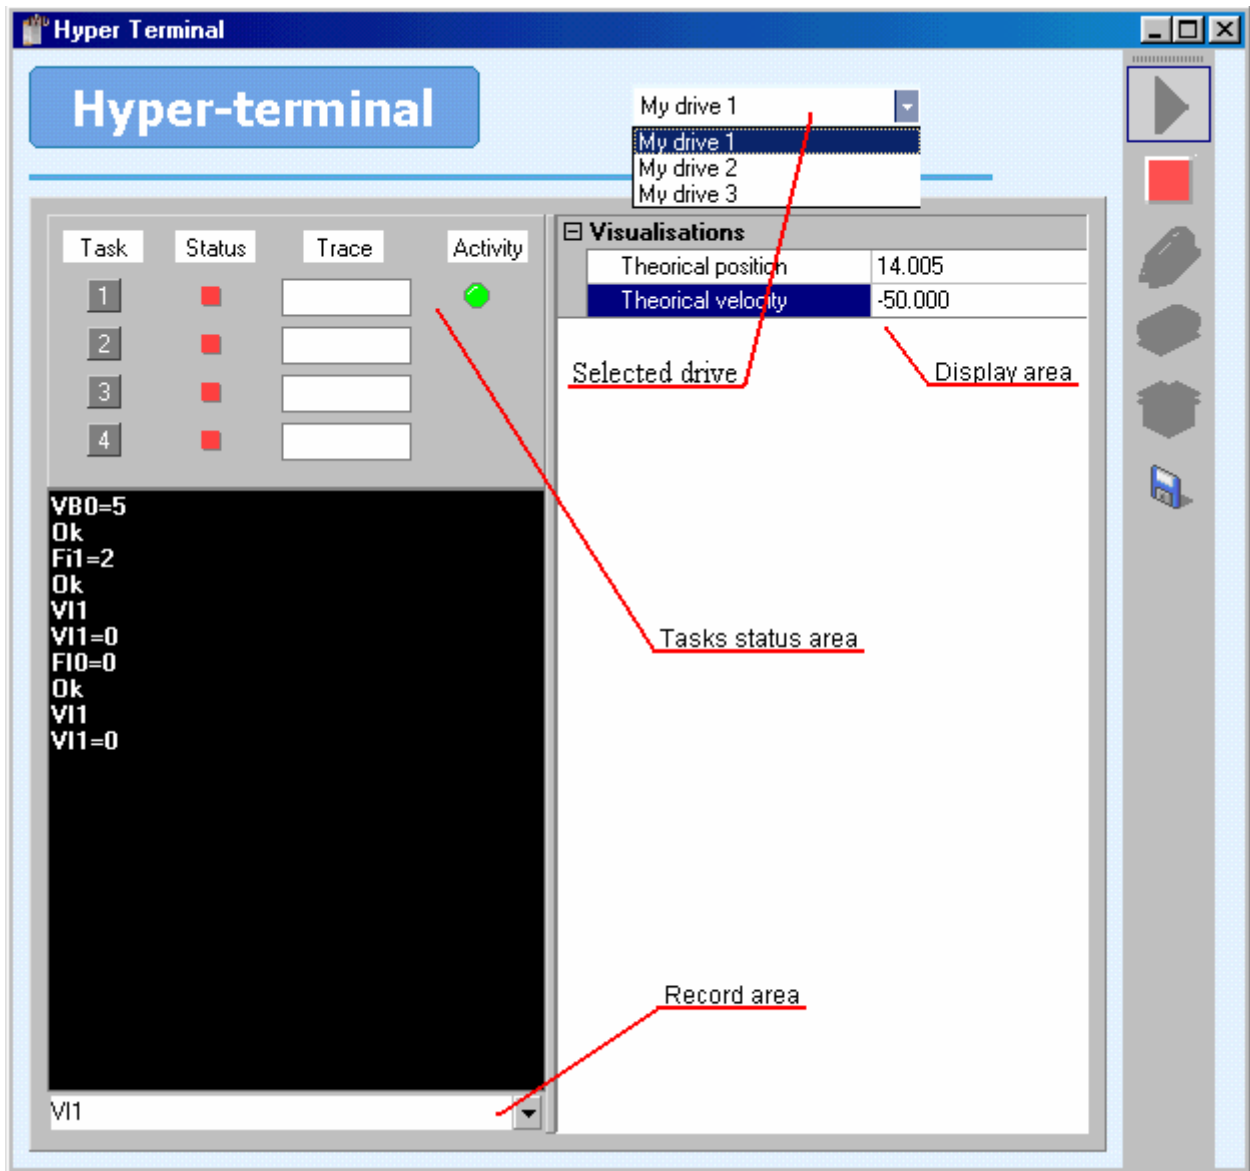 Hyper Terminal
Hyper-terminal
My drive 1
My drive 1
My drive 2
My drive 3
Task Status Trace Activity
1
2
3
4
Visualisations
Theorical position 14.005
Theorical velocity -50.000
Selected drive
Display area
VB0=5
Ok
Fi1=2
Ok
VI1
VI1=0
FI0=0
Ok
VI1
VI1=0
Tasks status area
Record area
VI1